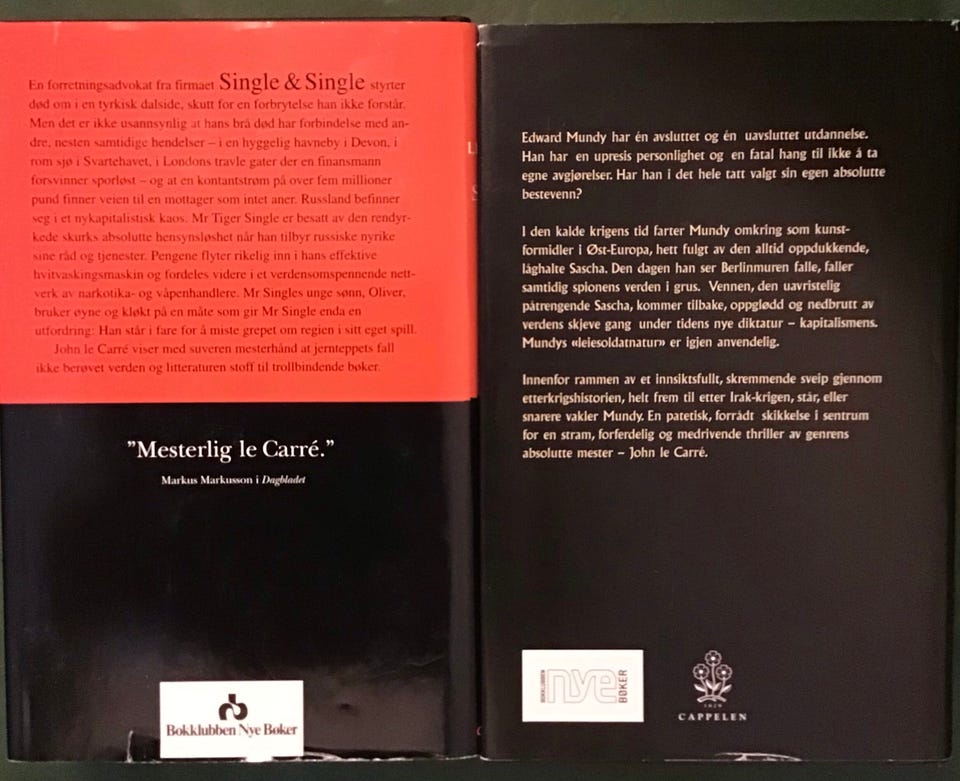 En forretningsadvokat fra firmaet Single & Single styrter
død om i en tyrkisk dalside, skutt for en forbrytelse han ikke forstår.
Men det er ikke usannsynlig at hans brå død har forbindelse med an-
dre, nesten samtidige hendelser – i en hyggelig havneby i Devon, i
rom sjø i Svartehavet, i Londons travle gater der en finansmann
forsvinner sporløst – og at en kontantstrøm på over fem millioner
pund finner veien til en mottager som intet aner. Russland befinner
seg i et nykapitalistisk kaos. Mr Tiger Single er besatt av den rendyr-
kede skurks absolutte hensynsløshet når han tilbyr russiske nyrike
sine råd og tjenester. Pengene flyter rikelig inn i hans effektive
hvitvaskingsmaskin og fordeles videre i et verdensomspennende nett-
verk av narkotika- og våpenhandlere. Mr Singles unge sønn, Oliver,
bruker øyne og kløkt på en måte som gir Mr Single enda en
utfordring: Han står i fare for å miste grepet om regien i sitt eget spill.
John le Carré viser med suveren mesterhånd at jernteppets fall
ikke berøvet verden og litteraturen stoff til trollbindende bøker.
”Mesterlig le Carré.”
Markus Markusson i Dagbladet
Bokklubben Nye Bøker
Edward Mundy har én avsluttet og én uavsluttet utdannelse.
Han har en upresis personlighet og en fatal hang til ikke å ta
egne avgjørelser. Har han i det hele tatt valgt sin egen absolutte
bestevenn?
I den kalde krigens tid farter Mundy omkring som kunst-
formidler i Øst-Europa, hett fulgt av den alltid oppdukkende,
låghalte Sascha. Den dagen han ser Berlinmuren falle, faller
samtidig spionens verden i grus. Vennen, den uavristelig
påtrengende Sascha, kommer tilbake, oppglødd og nedbrutt av
verdens skjeve gang under tidens nye diktatur – kapitalismens.
Mundys «leiesoldatnatur» er igjen anvendelig.
Innenfor rammen av et innsiktsfullt, skremmende sveip gjennom
etterkrigshistorien, helt frem til etter Irak-krigen, står, eller
snarere vakler Mundy. En patetisk, forrådt skikkelse i sentrum
for en stram, forferdelig og medrivende thriller av genrens
absolutte mester – John le Carré.
BOKKLUBBEN
nye
BØKER
1829
CAPPELEN